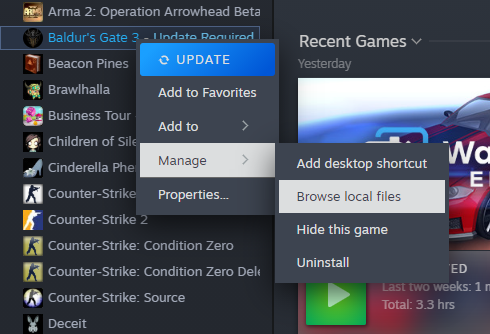 Arma 2: Operation Arrowhead Beta
Baldur's Gate 3 - Update Required
Beacon Pines
Brawlhalla
Business Tour
Children of Sile
Cinderella Phe
Counter-Strike
Counter-Strike 2
Counter-Strike: Condition Zero
Counter-Strike: Condition Zero Dele
Counter-Strike: Source
Deceit
UPDATE
Add to Favorites
Add to
Manage
Properties...
Add desktop shortcut
Browse local files
Hide this game
Uninstall
Recent Games
Yesterday
Wa
E
TED
Last two weeks: 1 m
Total: 3.3 hrs